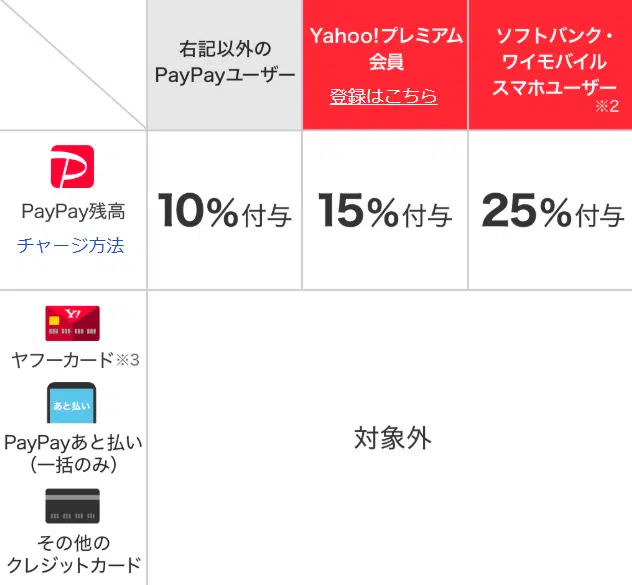 右記以外の
PayPayユーザー
Yahoo!プレミアム
会員
登録はこちら
ソフトバンク・
ワイモバイル
スマホユーザー
※2
PayPay残高
チャージ方法
10%付与
15%付与
25%付与
Y!
ヤフーカード※3
あと払い
PayPayあと払い
（一括のみ）
その他の
クレジットカード
対象外